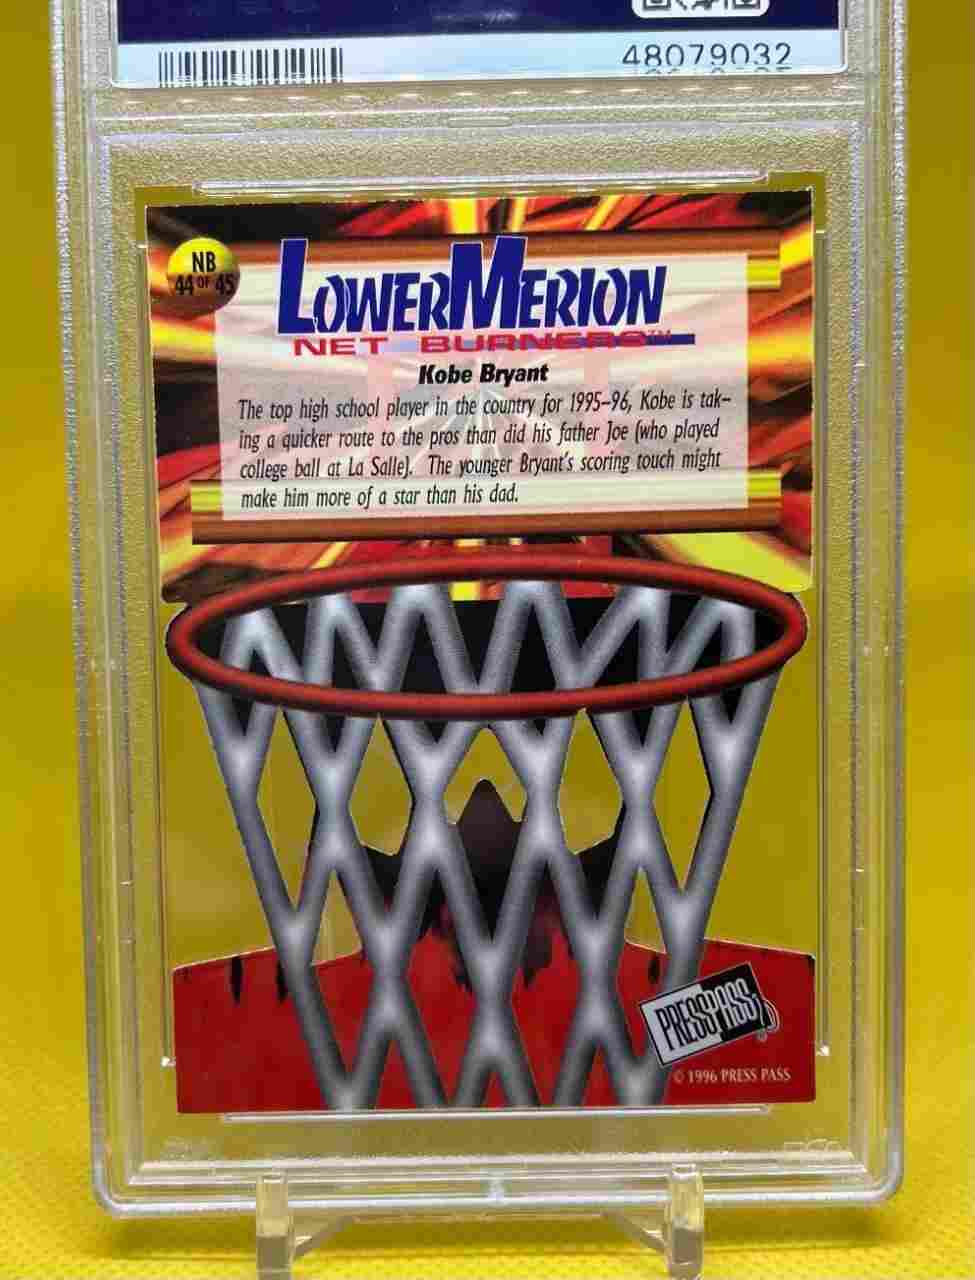 48079032
NB
44 OF 45
LOWER MERION
NET BURNERS™
Kobe Bryant
The top high school player in the country for 1995-96, Kobe is tak-
ing a quicker route to the pros than did his father Joe (who played
college ball at La Salle). The younger Bryant's scoring touch might
make him more of a star than his dad.
PRESS PASS
© 1996 PRESS PASS